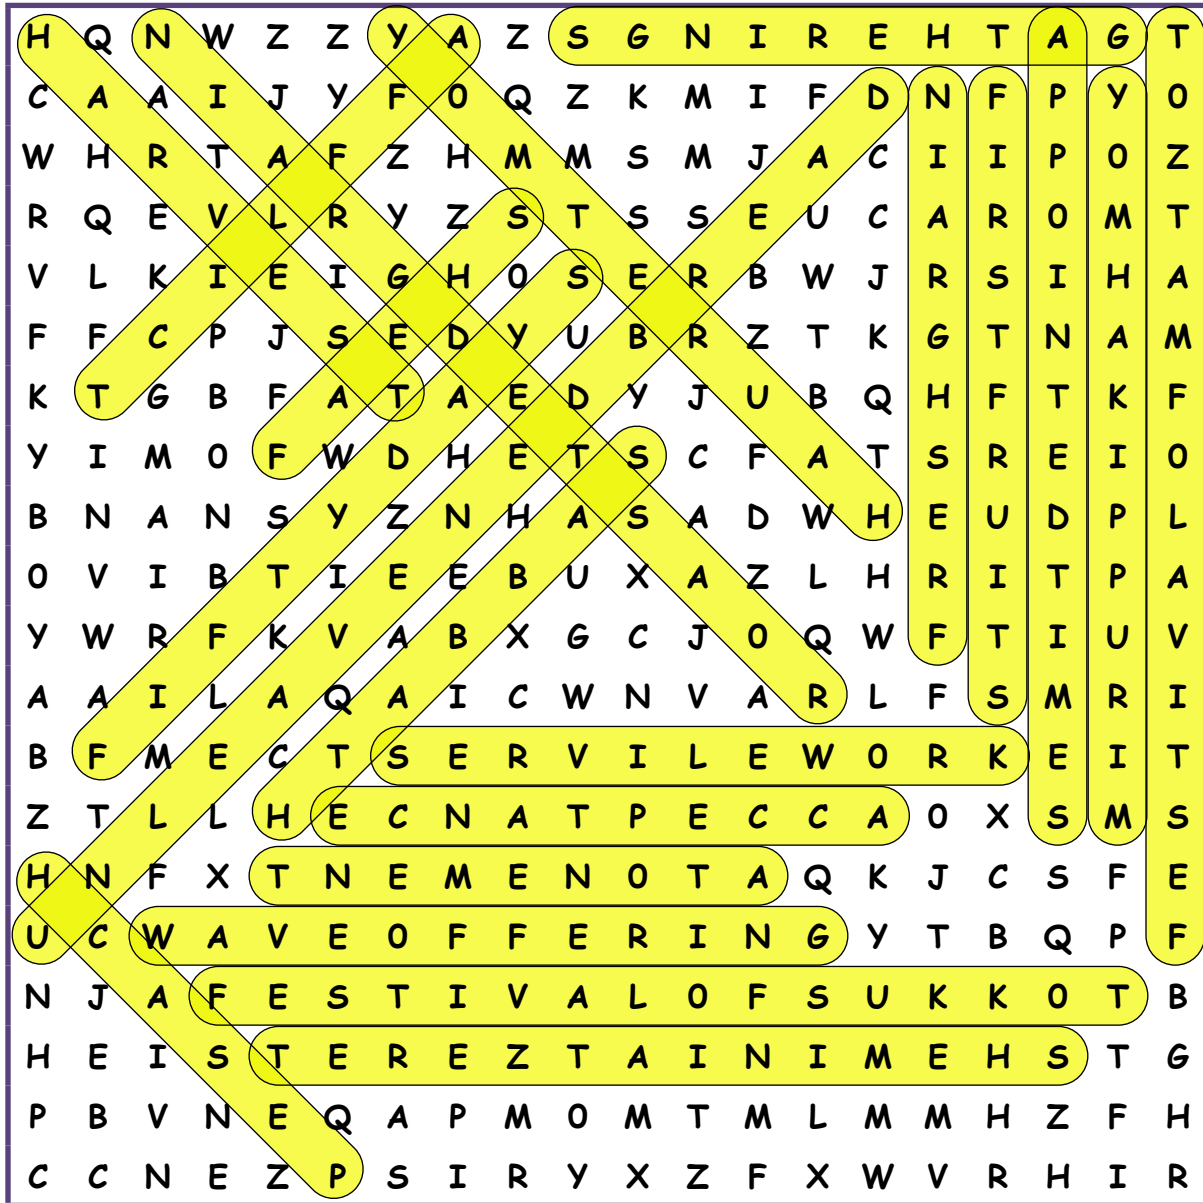 H Q N W Z Z Y A Z S G N I R E H T A G T
C A A I J Y F O Q Z K M I F D N F P Y O
W H R T A F Z H M M S M J A C I I P O Z
R Q E V L R Y Z S T S S E U C A R O M T
V L K I E I G H O S E R B W J R S I H A
F F C P J S E D Y U B R Z T K G T N A M
K T G B F A T A E D Y J U B Q H F T K F
Y I M O F W D H E T S C F A T S R E I O
B N A N S Y Z N H A S A D W H E U D P L
O V I B T I E E B U X A Z L H R I T P A
Y W R F K V A B X G C J O Q W F T I U V
A A I L A Q A I C W N V A R L F S M R I
B F M E C T S E R V I L E W O R K E I T
Z T L L H E C N A T P E C C A O X S M S
H N F X T N E M E N O T A Q K J C S F E
U C W A V E O F F E R I N G Y T B Q P F
N J A F E S T I V A L O F S U K K O T B
H E I S T E R E Z T A I N I M E H S T G
P B V N E Q A P M O M T M L M M H Z F H
C C N E Z P S I R Y X Z F X W V R H I R